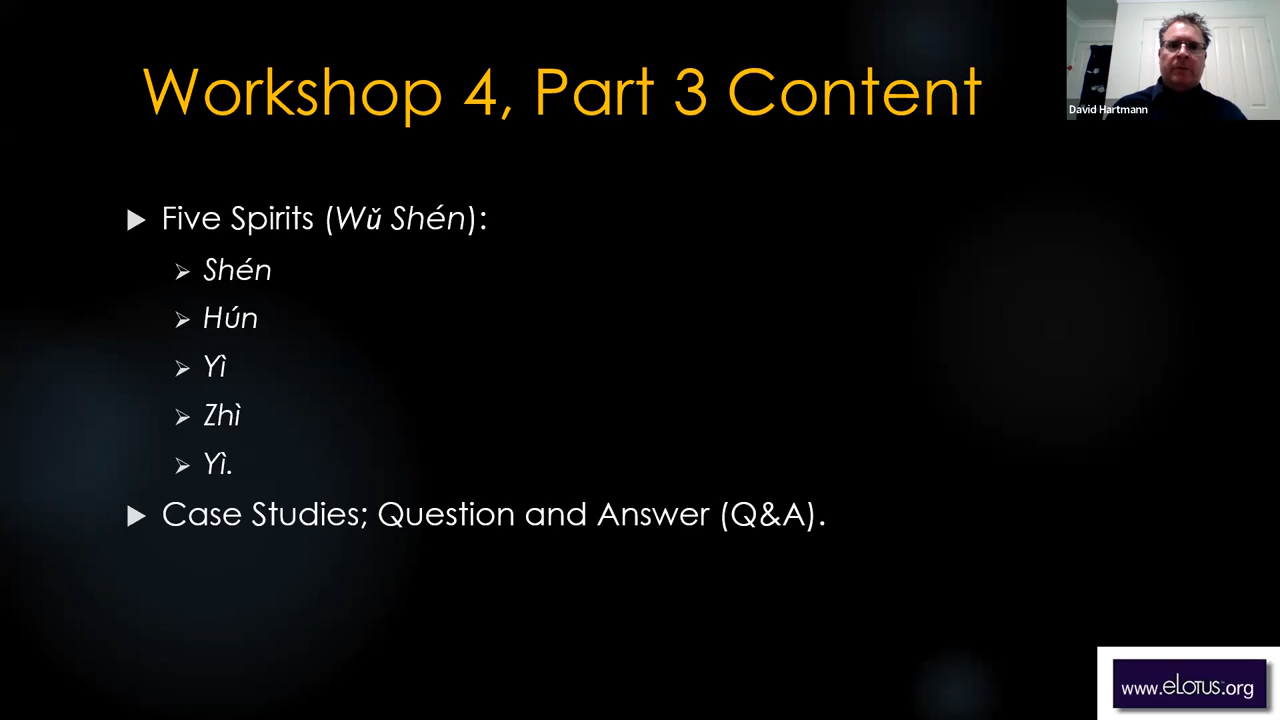 Workshop 4, Part 3 Content
David Hartmann
Five Spirits (Wǔ Shén):
Shén
Hún
Yì
Zhì
Yì.
Case Studies; Question and Answer (Q&A).
www.eLotus.org